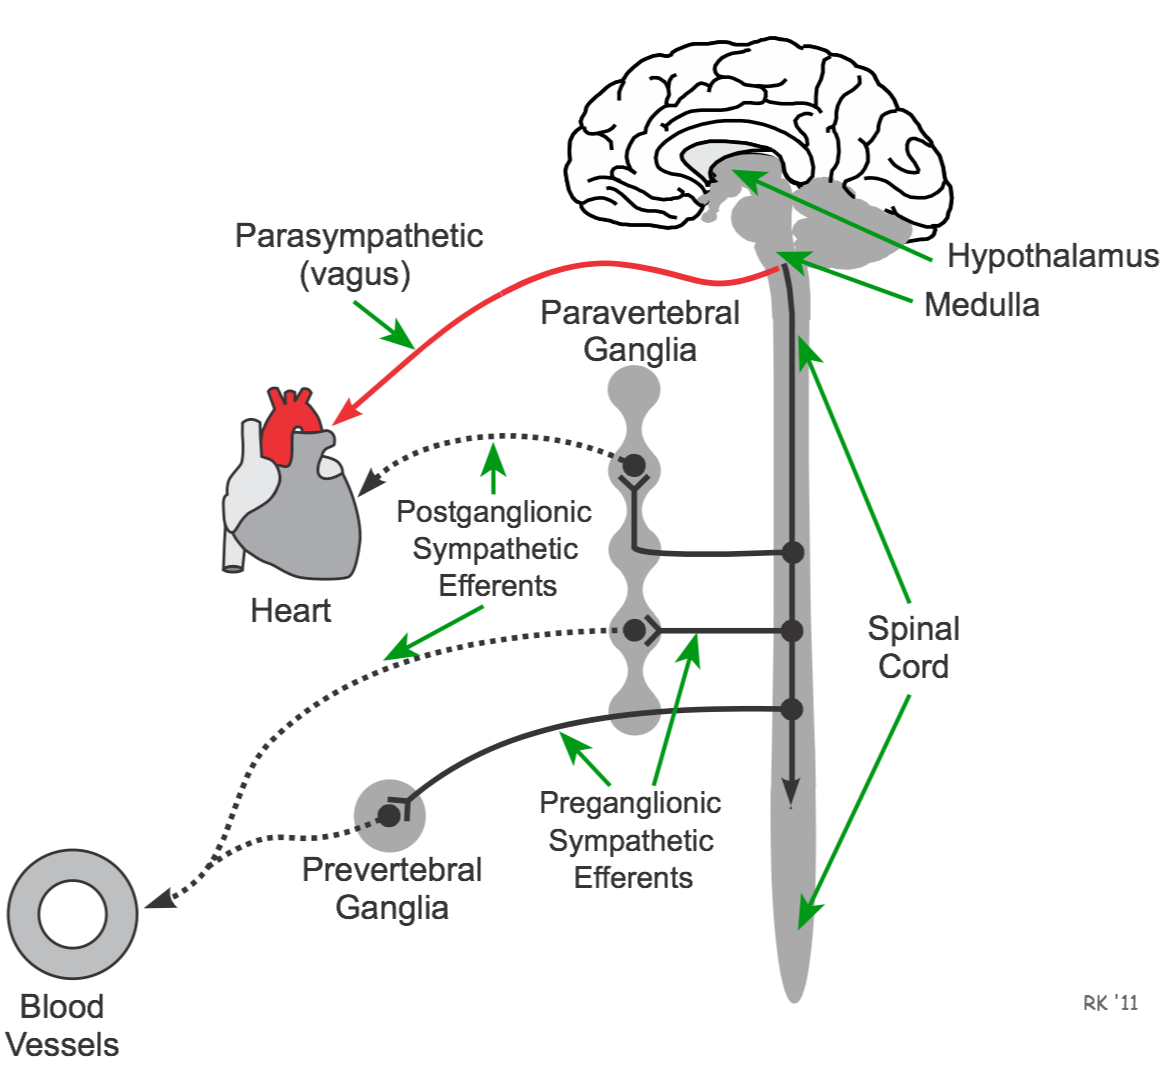 Parasympathetic
(vagus)
Hypothalamus
Medulla
Paravertebral
Ganglia
Postganglionic
Sympathetic
Efferents
Heart
Spinal
Cord
Preganglionic
Sympathetic
Efferents
Prevertebral
Ganglia
Blood
Vessels
RK '11